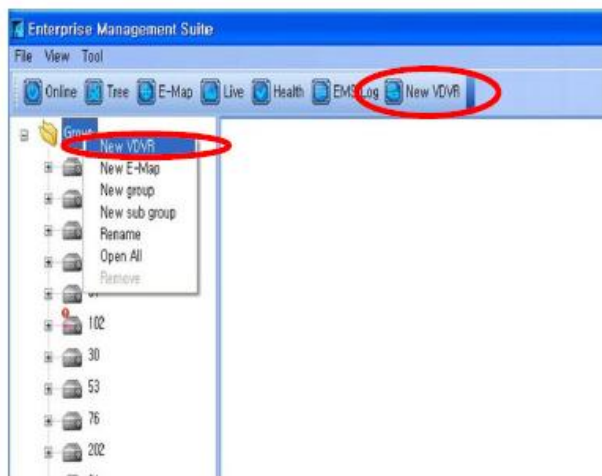 Enterprise Management Suite
File View Tool
Online Tree E-Map Live Health EMS Log New VDVR
Group
New VDVR
New E-Map
New group
New sub group
Rename
Open All
Remove
102
30
53
76
202